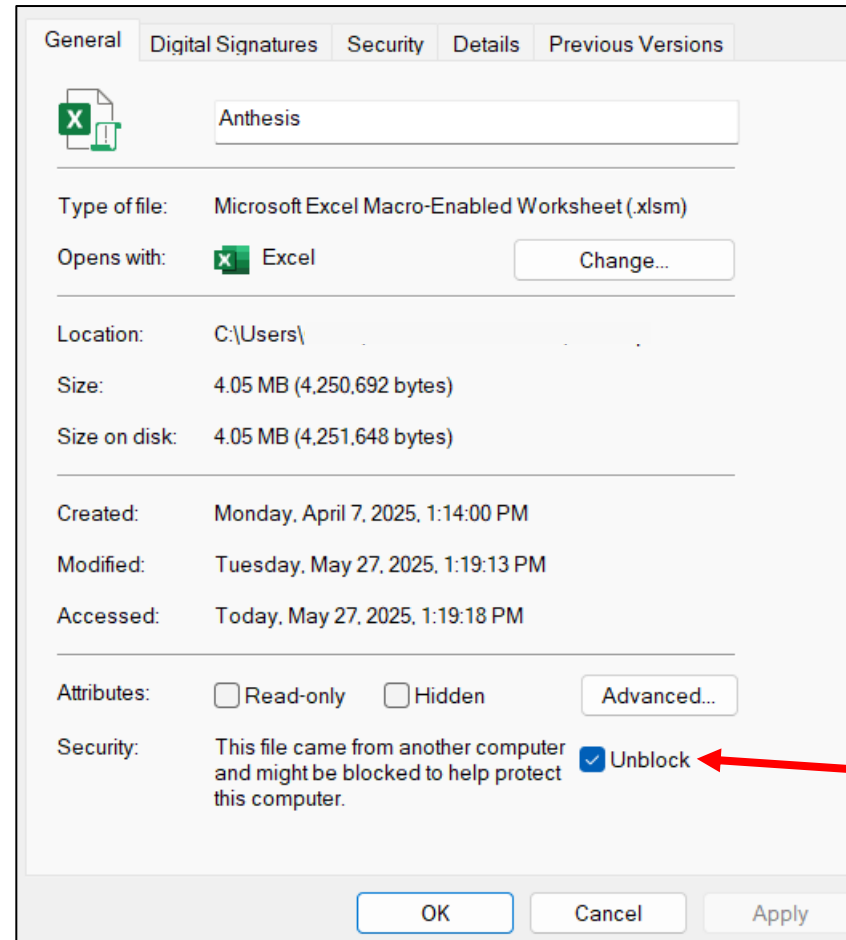 General Digital Signatures Security Details Previous Versions
Anthesis
Type of file: Microsoft Excel Macro-Enabled Worksheet (.xlsm)
Opens with: Excel Change...
Location: C:\Users\
Size: 4.05 MB (4,250,692 bytes)
Size on disk: 4.05 MB (4,251,648 bytes)
Created: Monday, April 7, 2025, 1:14:00 PM
Modified: Tuesday, May 27, 2025, 1:19:13 PM
Accessed: Today, May 27, 2025, 1:19:18 PM
Attributes: Read-only Hidden Advanced...
Security: This file came from another computer
and might be blocked to help protect
this computer.
Unblock
OK Cancel Apply